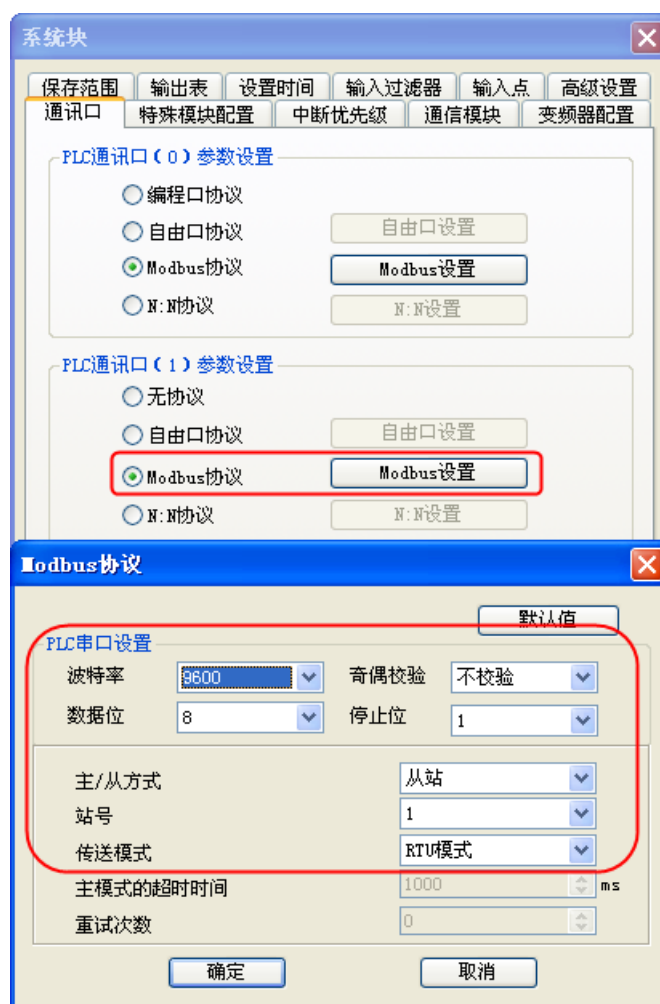 系统块
保存范围 输出表 设置时间 输入过滤器 输入点 高级设置
通讯口 特殊模块配置 中断优先级 通信模块 变频器配置
PLC通讯口(0)参数设置
编程口协议
自由口协议 自由口设置
Modbus协议 Modbus设置
N:N协议 N:N设置
PLC通讯口(1)参数设置
无协议
自由口协议 自由口设置
Modbus协议 Modbus设置
N:N协议 N:N设置
Modbus协议
默认值
PLC串口设置
波特率 9600 奇偶校验 不校验
数据位 8 停止位 1
主/从方式 从站
站号 1
传送模式 RTU模式
主模式的超时时间 1000 ms
重试次数 0
确定 取消